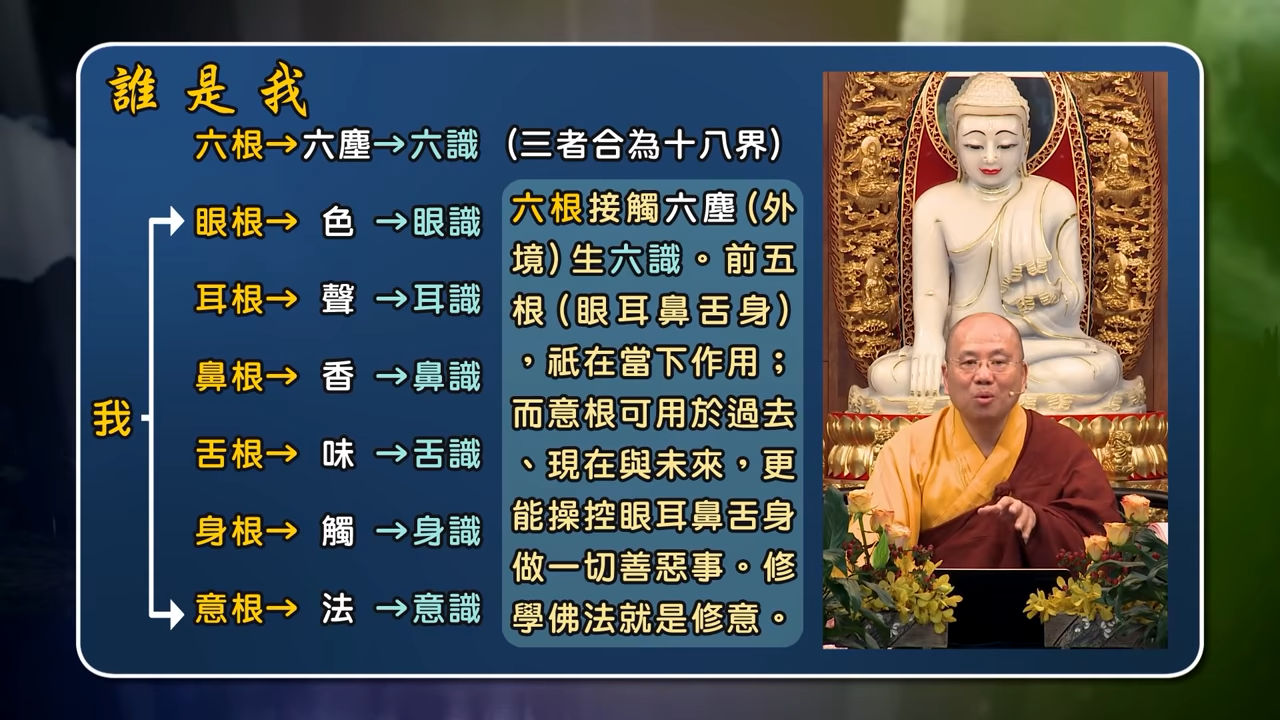 誰是我
六根→六塵→六識 (三者合為十八界)
我
眼根→ 色 →眼識
耳根→ 聲 →耳識
鼻根→ 香 →鼻識
舌根→ 味 →舌識
身根→ 觸 →身識
意根→ 法 →意識
六根接觸六塵(外
境)生六識。前五
根(眼耳鼻舌身)
,祇在當下作用;
而意根可用於過去
、現在與未來,更
能操控眼耳鼻舌身
做一切善惡事。修
學佛法就是修意。